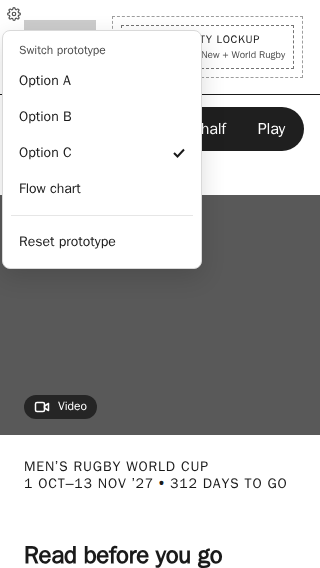 Switch prototype
Option A
Option B
Option C
Flow chart
Reset prototype
LOCKUP
New + World Rugby
half
Play
Video
MEN'S RUGBY WORLD CUP
1 OCT–13 NOV '27 • 312 DAYS TO GO
Read before you go